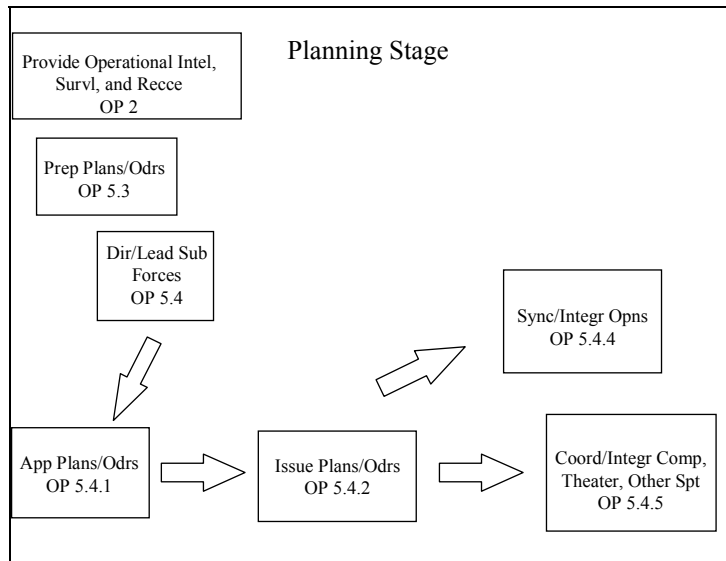 Planning Stage
Provide Operational Intel,
Survl, and Recce
OP 2
Prep Plans/Odrs
OP 5.3
Dir/Lead Sub
Forces
OP 5.4
Sync/Integr Opns
OP 5.4.4
App Plans/Odrs
OP 5.4.1
Issue Plans/Odrs
OP 5.4.2
Coord/Integr Comp,
Theater, Other Spt
OP 5.4.5